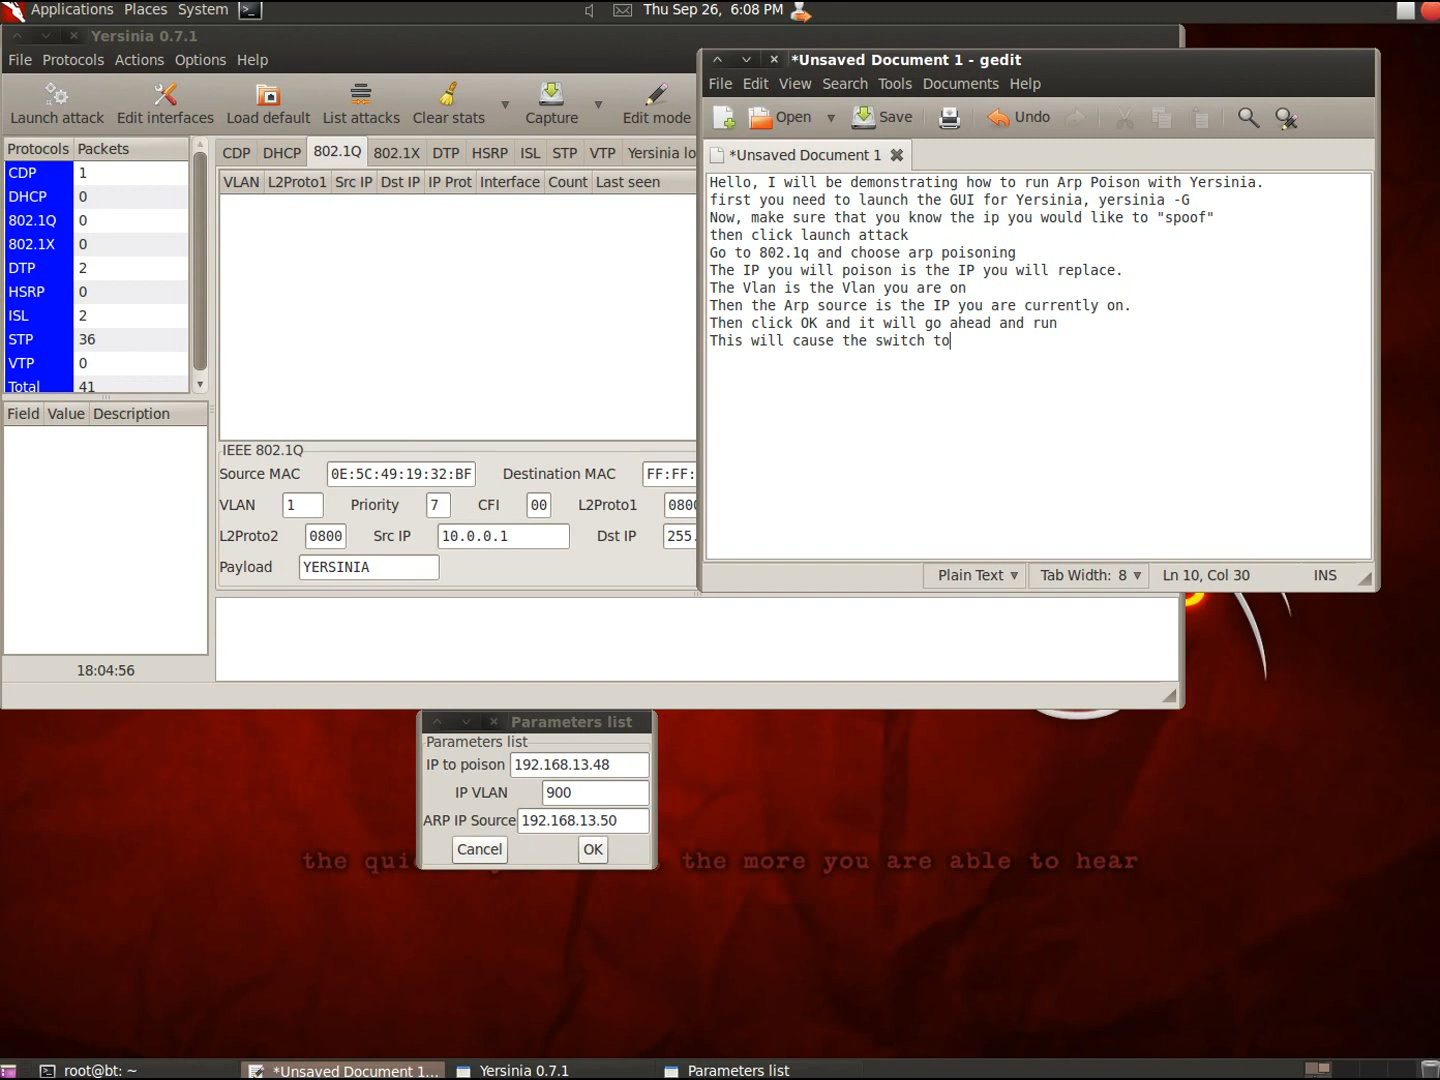 Applications Places System
Thu Sep 26, 6:08 PM
Yersinia 0.7.1
File Protocols Actions Options Help
Launch attack Edit interfaces Load default List attacks Clear stats Capture Edit mode
Protocols Packets
CDP 1
DHCP 0
802.1Q 0
802.1X 0
DTP 2
HSRP 0
ISL 2
STP 36
VTP 0
Total 41
Field Value Description
18:04:56
CDP DHCP 802.1Q 802.1X DTP HSRP ISL STP VTP Yersinia lo
VLAN L2Proto1 Src IP Dst IP IP Prot Interface Count Last seen
IEEE 802.1Q
Source MAC 0E:5C:49:19:32:BF Destination MAC FF:FF:
VLAN 1 Priority 7 CFI 00 L2Proto1 0800
L2Proto2 0800 Src IP 10.0.0.1 Dst IP 255.
Payload YERSINIA
*Unsaved Document 1 - gedit
File Edit View Search Tools Documents Help
Open Save Undo
*Unsaved Document 1
Hello, I will be demonstrating how to run Arp Poison with Yersinia.
first you need to launch the GUI for Yersinia, yersinia -G
Now, make sure that you know the ip you would like to "spoof"
then click launch attack
Go to 802.1q and choose arp poisoning
The IP you will poison is the IP you will replace.
The Vlan is the Vlan you are on
Then the Arp source is the IP you are currently on.
Then click OK and it will go ahead and run
This will cause the switch to
Plain Text Tab Width: 8 Ln 10, Col 30 INS
Parameters list
Parameters list
IP to poison 192.168.13.48
IP VLAN 900
ARP IP Source 192.168.13.50
Cancel OK
the qui , the more you are able to hear
root@bt: ~ *Unsaved Document 1... Yersinia 0.7.1 Parameters list